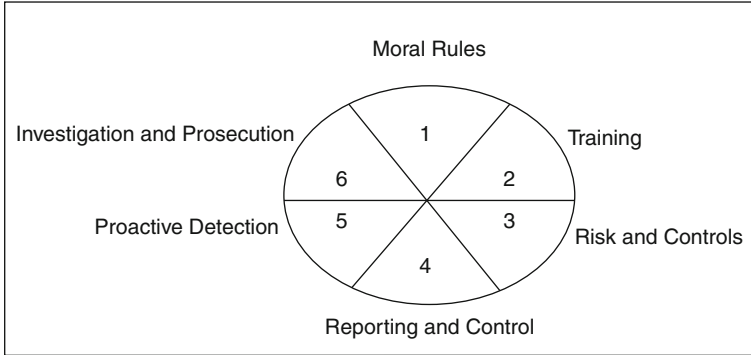 Moral Rules
Investigation and Prosecution
1
Training
6
2
Proactive Detection
5
3
Risk and Controls
4
Reporting and Control